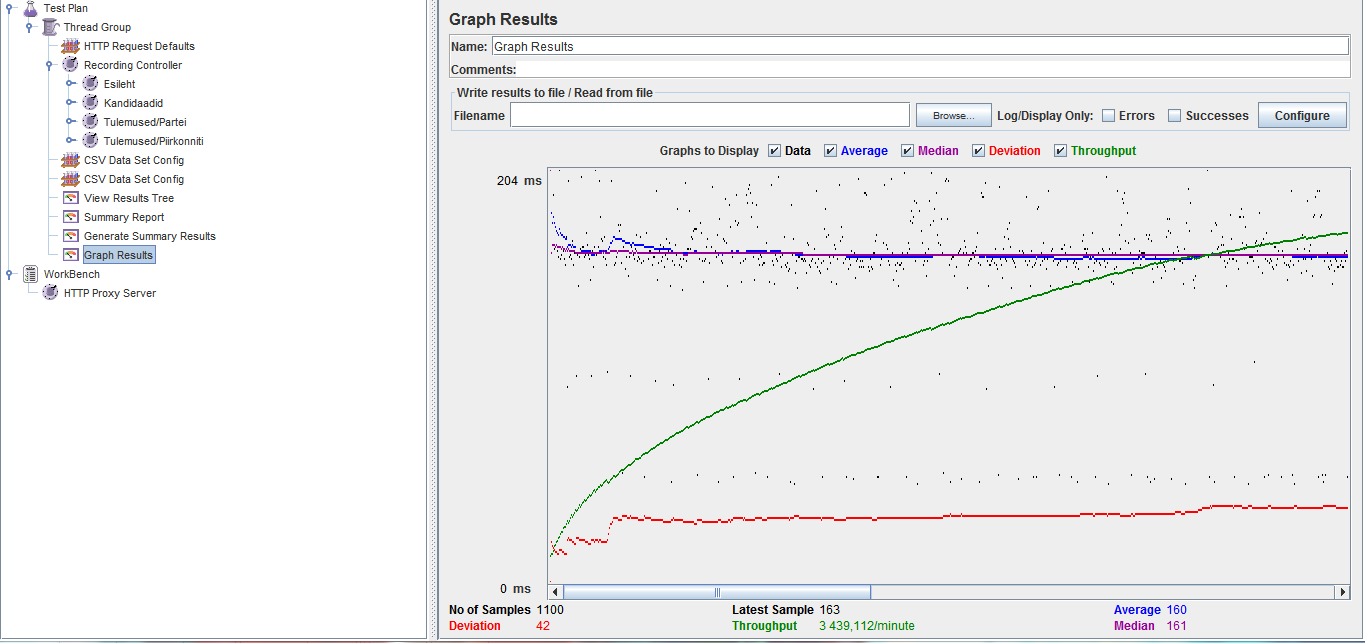 Test Plan
Thread Group
HTTP Request Defaults
Recording Controller
Esileht
Kandidaadid
Tulemused/Partei
Tulemused/Piirkonniti
CSV Data Set Config
CSV Data Set Config
View Results Tree
Summary Report
Generate Summary Results
Graph Results
WorkBench
HTTP Proxy Server
Graph Results
Name: Graph Results
Comments:
Write results to file / Read from file
Filename Browse... Log/Display Only: Errors Successes Configure
Graphs to Display Data Average Median Deviation Throughput
204 ms
0 ms
No of Samples 1100 Latest Sample 163 Average 160
Deviation 42 Throughput 3 439,112/minute Median 161